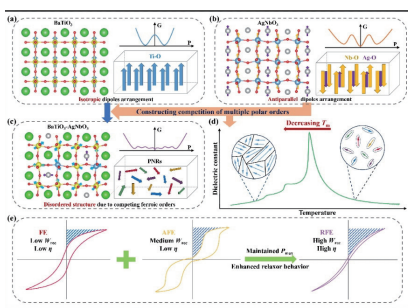 (a)
BaTiO3
G
Ps
Ti-O
Isotropic dipoles arrangement
(b)
AgNbO3
G
Nb-O Ag-O
Antiparallel dipoles arrangement
Constructing competition of multiple polar orders
(c)
BaTiO3-AgNbO3
G
PNRs
Disordered structure due to competing ferroic orders
(d)
Decreasing Tm
Dielectric constant
Temperature
(e)
FE
Low Wrec
Low η
AFE
Medium Wrec
Low η
Maintained Pmax
Enhanced relaxor behavior
RFE
High Wrec
High η